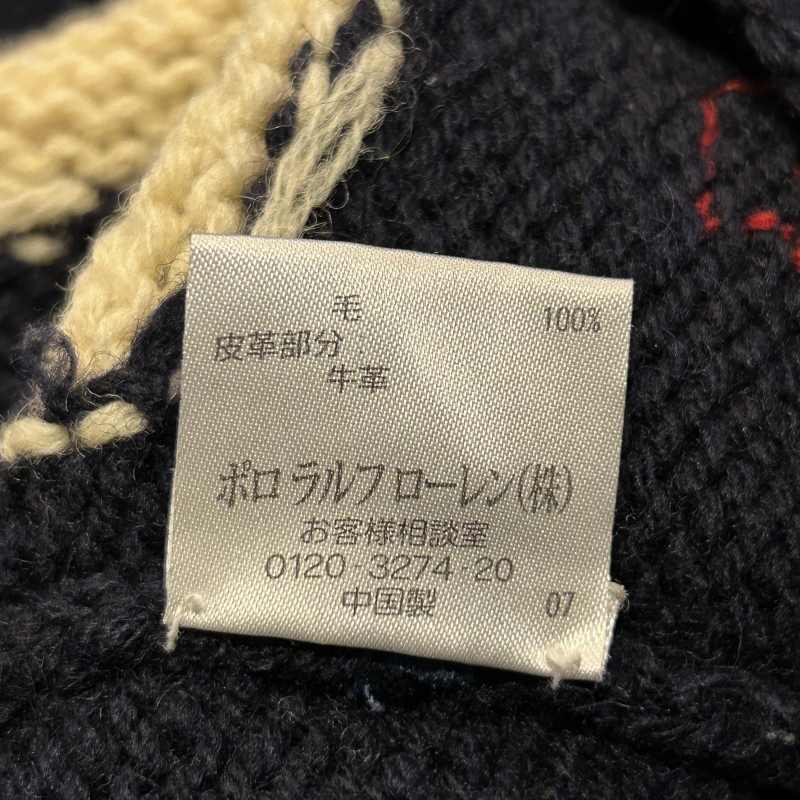 毛 100%
皮革部分:
牛革
ポロ ラルフ ローレン(株)
お客様相談室
0120-3274-20
中国製 07